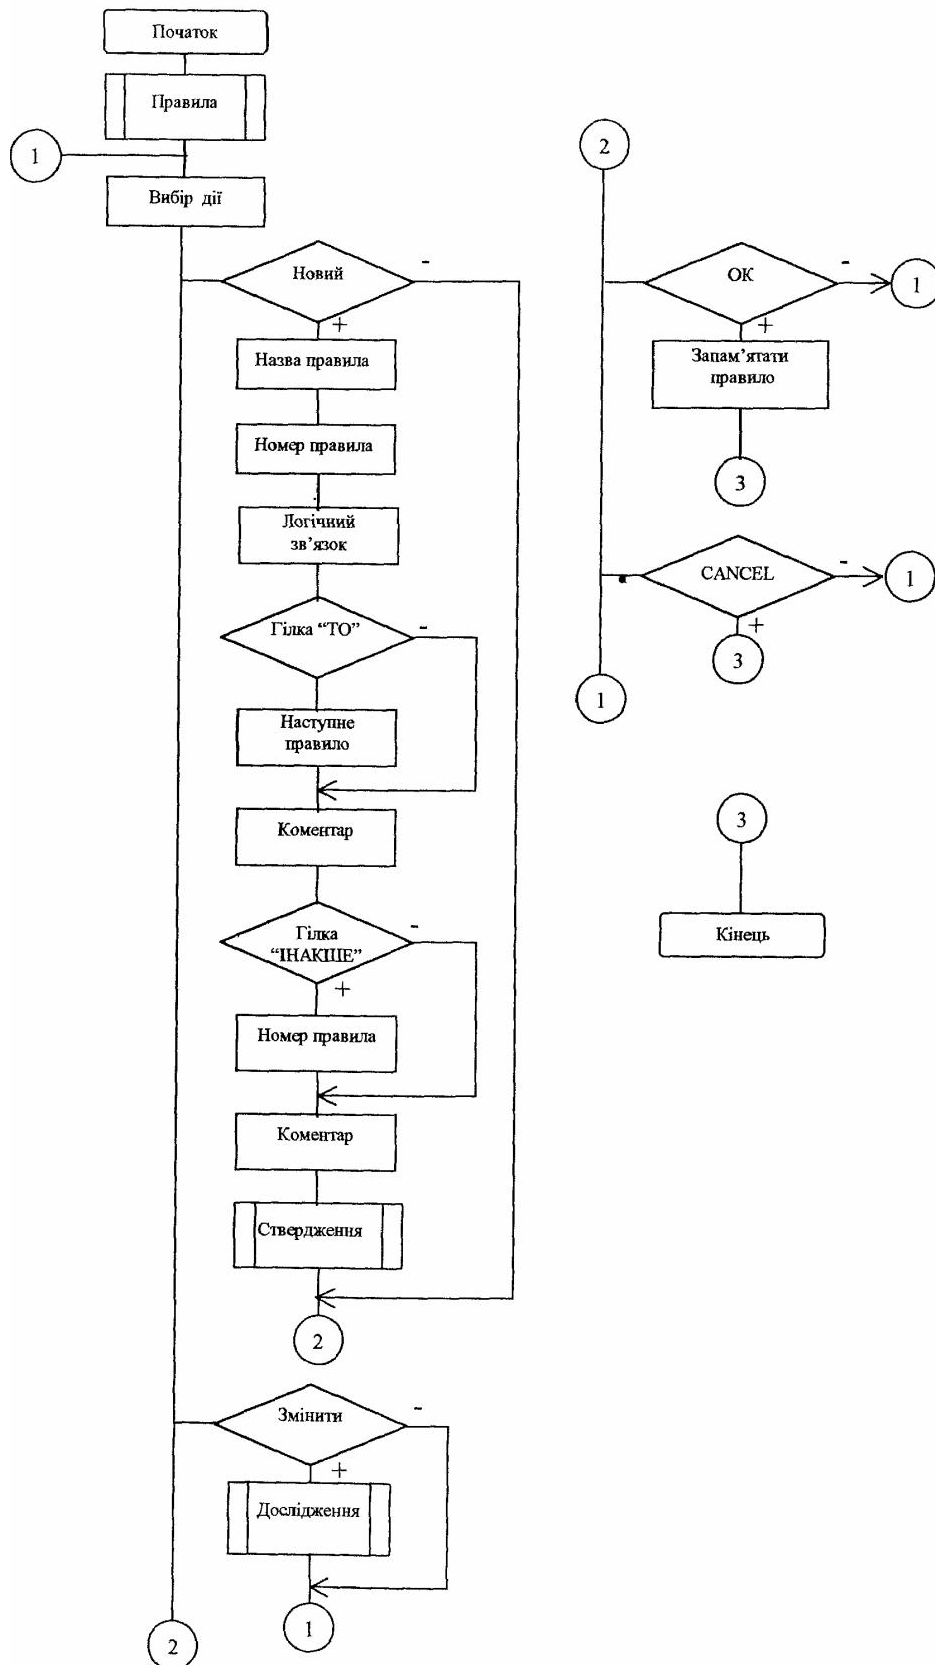 Початок
Правила
1
Вибір дії
Новий
-
+
Назва правила
Номер правила
Логічний
зв’язок
Гілка “ТО”
-
Наступне
правило
Коментар
Гілка
“ІНАКШЕ”
-
+
Номер правила
Коментар
Ствердження
2
Змінити
-
+
Дослідження
1
2
2
ОК
-
1
+
Запам’ятати
правило
3
CANCEL
-
1
+
3
1
3
Кінець